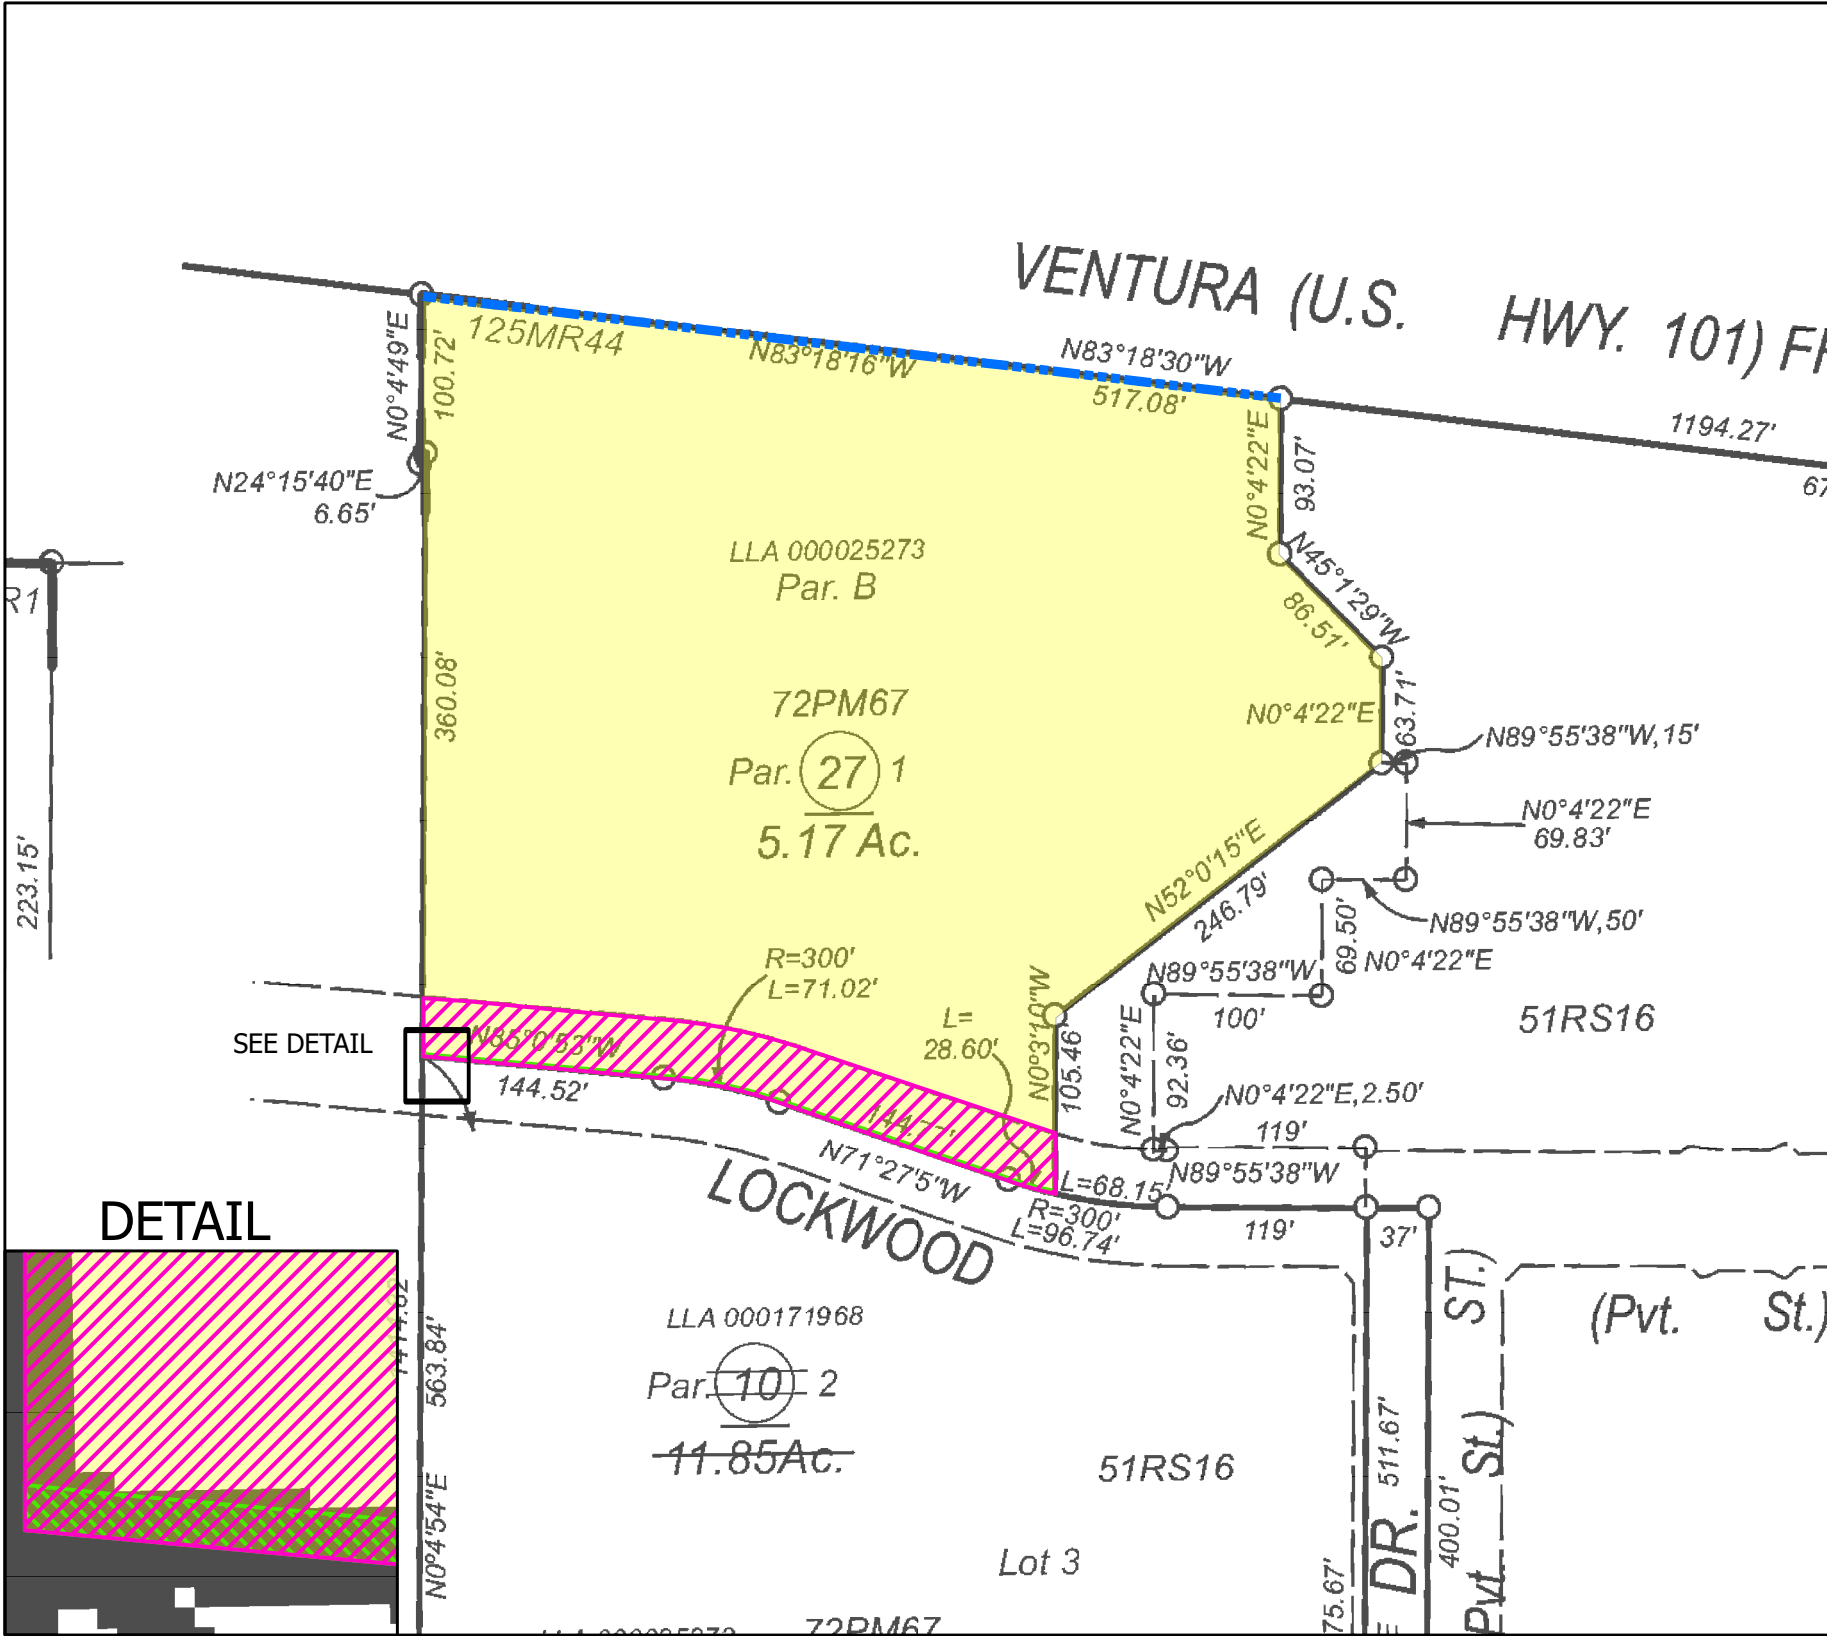 VENTURA (U.S. HWY. 101)
125MR44
N83°18'16"W
N83°18'30"W
517.08'
1194.27'
N0°4'49"E
100.72'
N24°15'40"E
6.65'
N0°4'22"E
93.07'
N45°1'29"W
86.51'
LLA 000025273
Par. B
R1
223.15'
360.08'
72PM67
Par. 27 1
5.17 Ac.
N0°4'22"E
63.71'
N89°55'38"W,15'
N0°4'22"E
69.83'
N52°0'15"E
246.79'
N89°55'38"W,50'
69.50'
N0°4'22"E
N89°55'38"W
100'
51RS16
R=300'
L=71.02'
L=
28.60'
N0°3'10"W
105.46'
N0°4'22"E
92.36'
N0°4'22"E,2.50'
119'
N89°55'38"W
SEE DETAIL
N85°0'53"W
144.52'
N71°27'5"W
L=68.15'
R=300'
L=96.74'
119'
37'
LOCKWOOD
DETAIL
ST.)
(Pvt. St.)
LLA 000171968
Par. 10 2
11.85Ac.
563.84'
N0°4'54"E
51RS16
Lot 3
511.67'
400.01'
DR.
Pvt. St.)
75.67'
72PM67